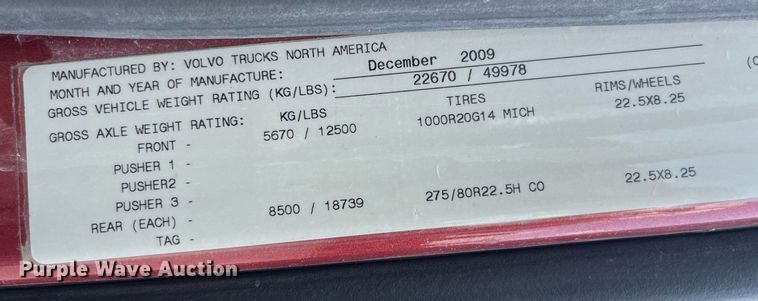 MANUFACTURED BY: VOLVO TRUCKS NORTH AMERICA
MONTH AND YEAR OF MANUFACTURE: December 2009
GROSS VEHICLE WEIGHT RATING (KG/LBS): 22670 / 49978
GROSS AXLE WEIGHT RATING: KG/LBS TIRES RIMS/WHEELS
FRONT - 5670 / 12500 1000R20G14 MICH 22.5X8.25
PUSHER 1 -
PUSHER2 -
PUSHER 3 -
REAR (EACH) - 8500 / 18739 275/80R22.5H CO 22.5X8.25
TAG -
Purple Wave Auction